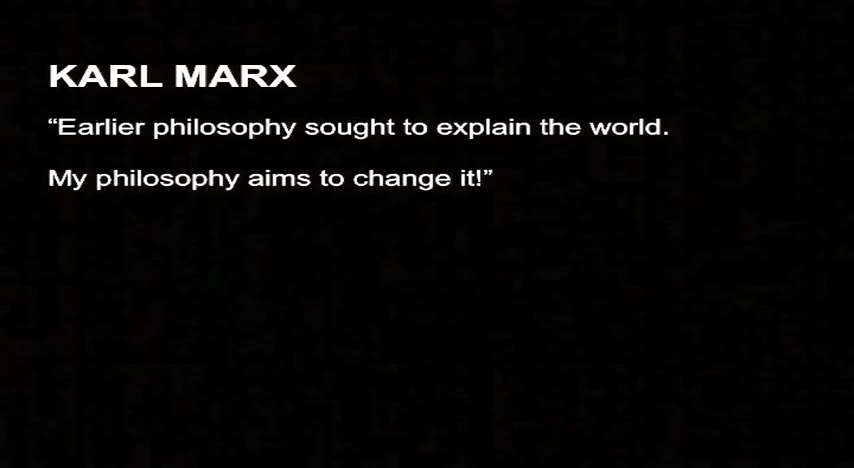 KARL MARX
“Earlier philosophy sought to explain the world.
My philosophy aims to change it!”